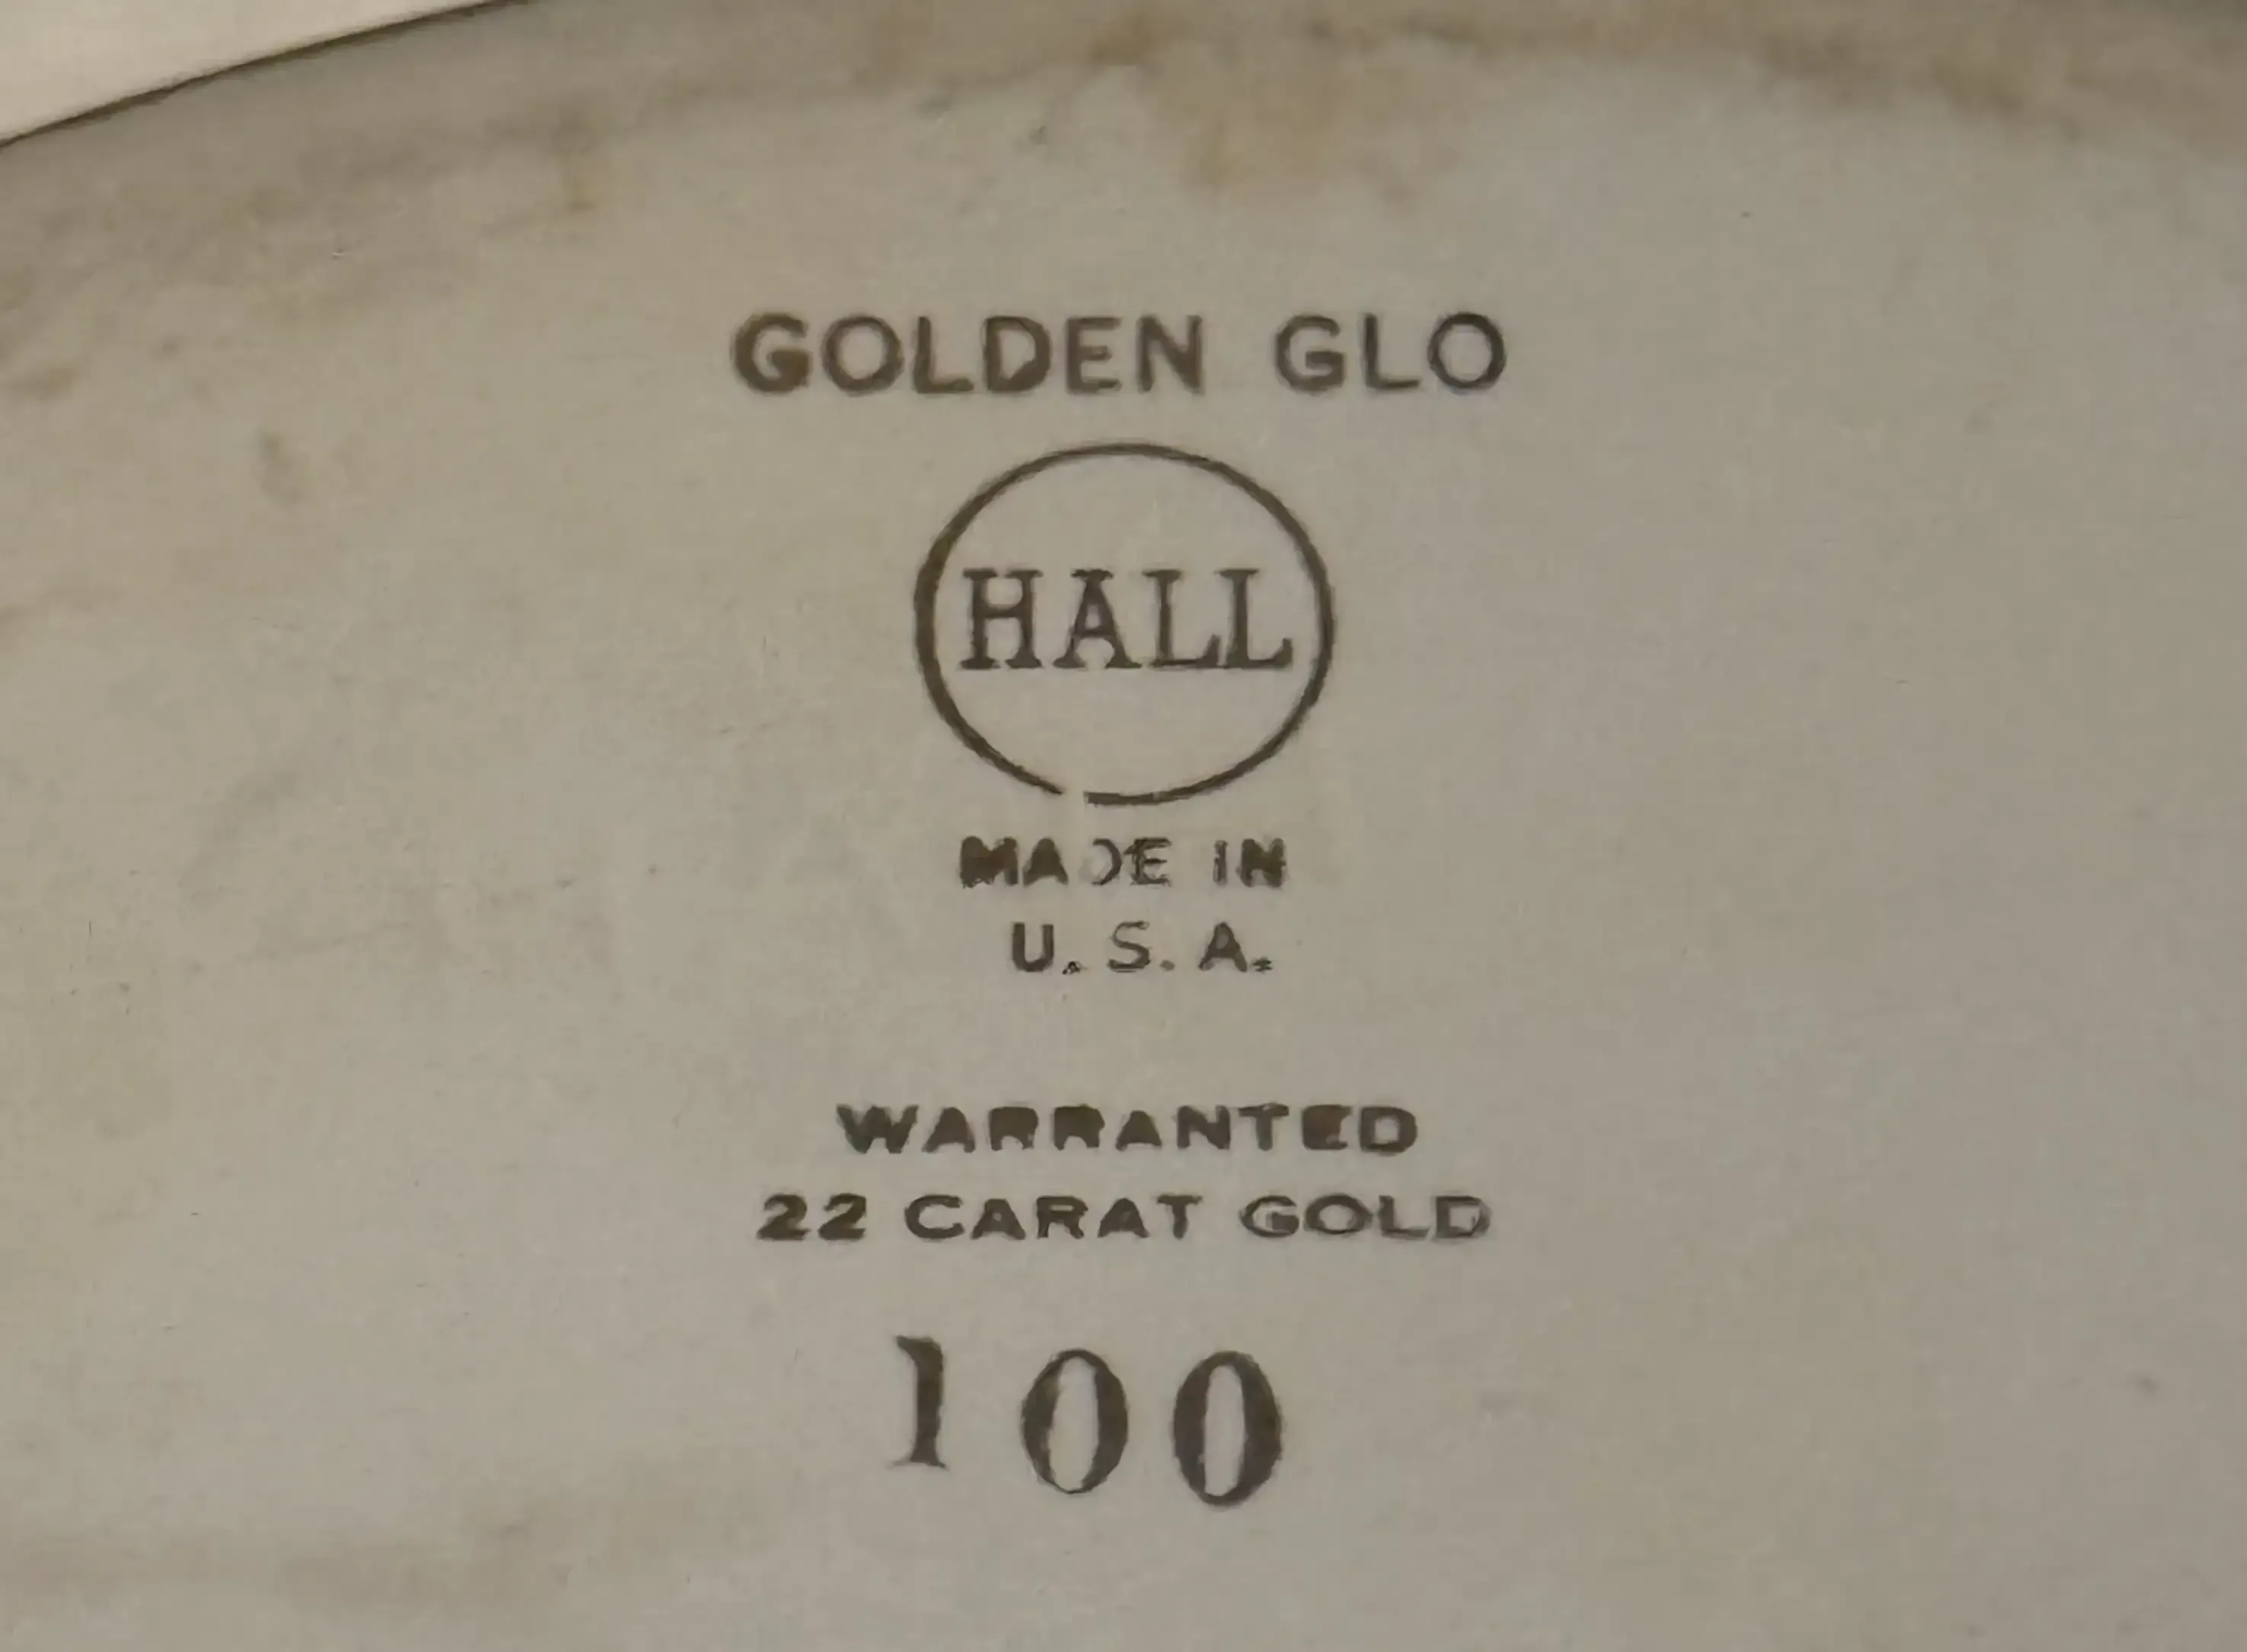 GOLDEN GLO
HALL
MADE IN
U. S. A.
WARRANTED
22 CARAT GOLD
100